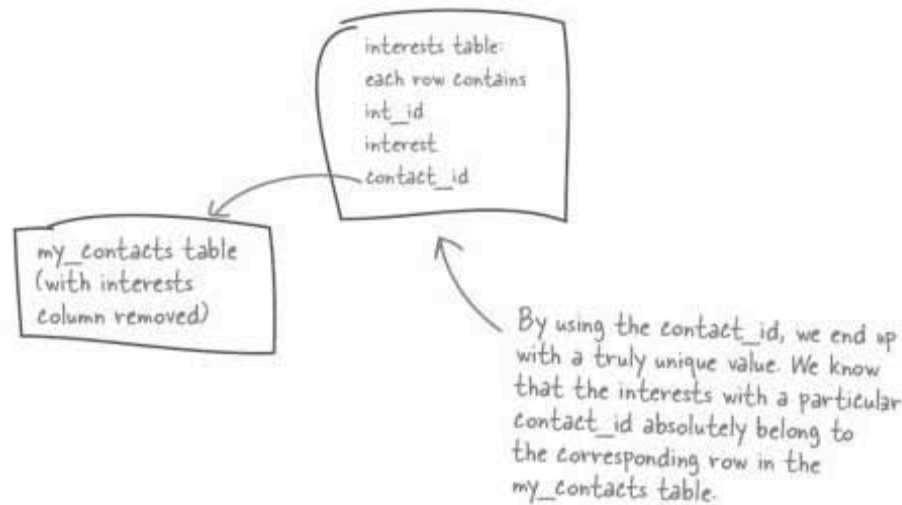 interests table:
each row contains
int_id
interest
contact_id
my_contacts table
(with interests
column removed)
By using the contact_id, we end up
with a truly unique value. We know
that the interests with a particular
contact_id absolutely belong to
the corresponding row in the
my_contacts table.